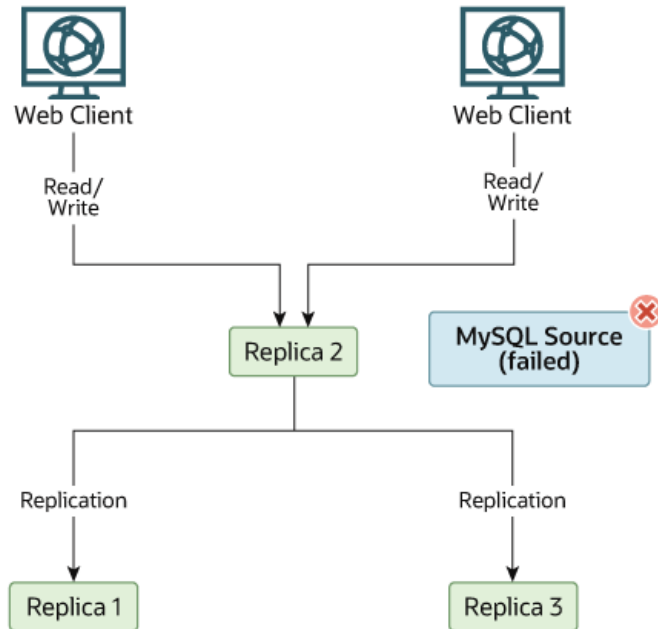 Web Client
Web Client
Read/
Write
Read/
Write
Replica 2
MySQL Source
(failed)
Replication
Replication
Replica 1
Replica 3